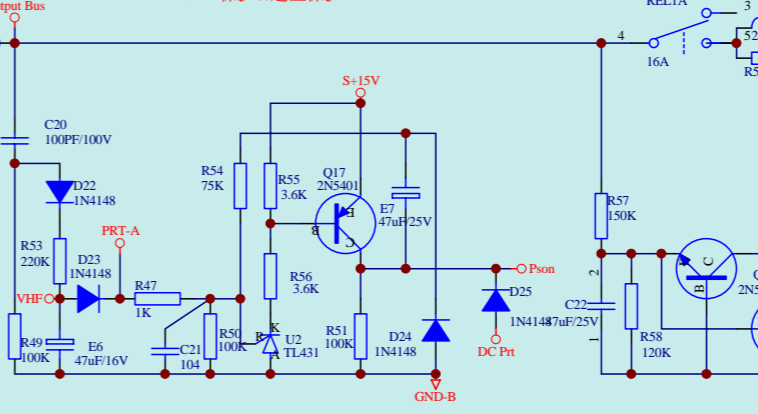 tput Bus
RELTA
3
4
52
16A
R5
S+15V
C20
100PF/100V
R54
75K
R55
3.6K
Q17
2N5401
E
B
C
E7
47uF/25V
D22
1N4148
R57
150K
PRT-A
R53
220K
D23
1N4148
R47
1K
VHF
R56
3.6K
Pson
D25
1N4148
DC Prt
2
C22
47uF/25V
1
B
C
Q
2N5
R58
120K
R49
100K
E6
47uF/16V
C21
104
R50
100K
R
K
A
U2
TL431
R51
100K
D24
1N4148
GND-B